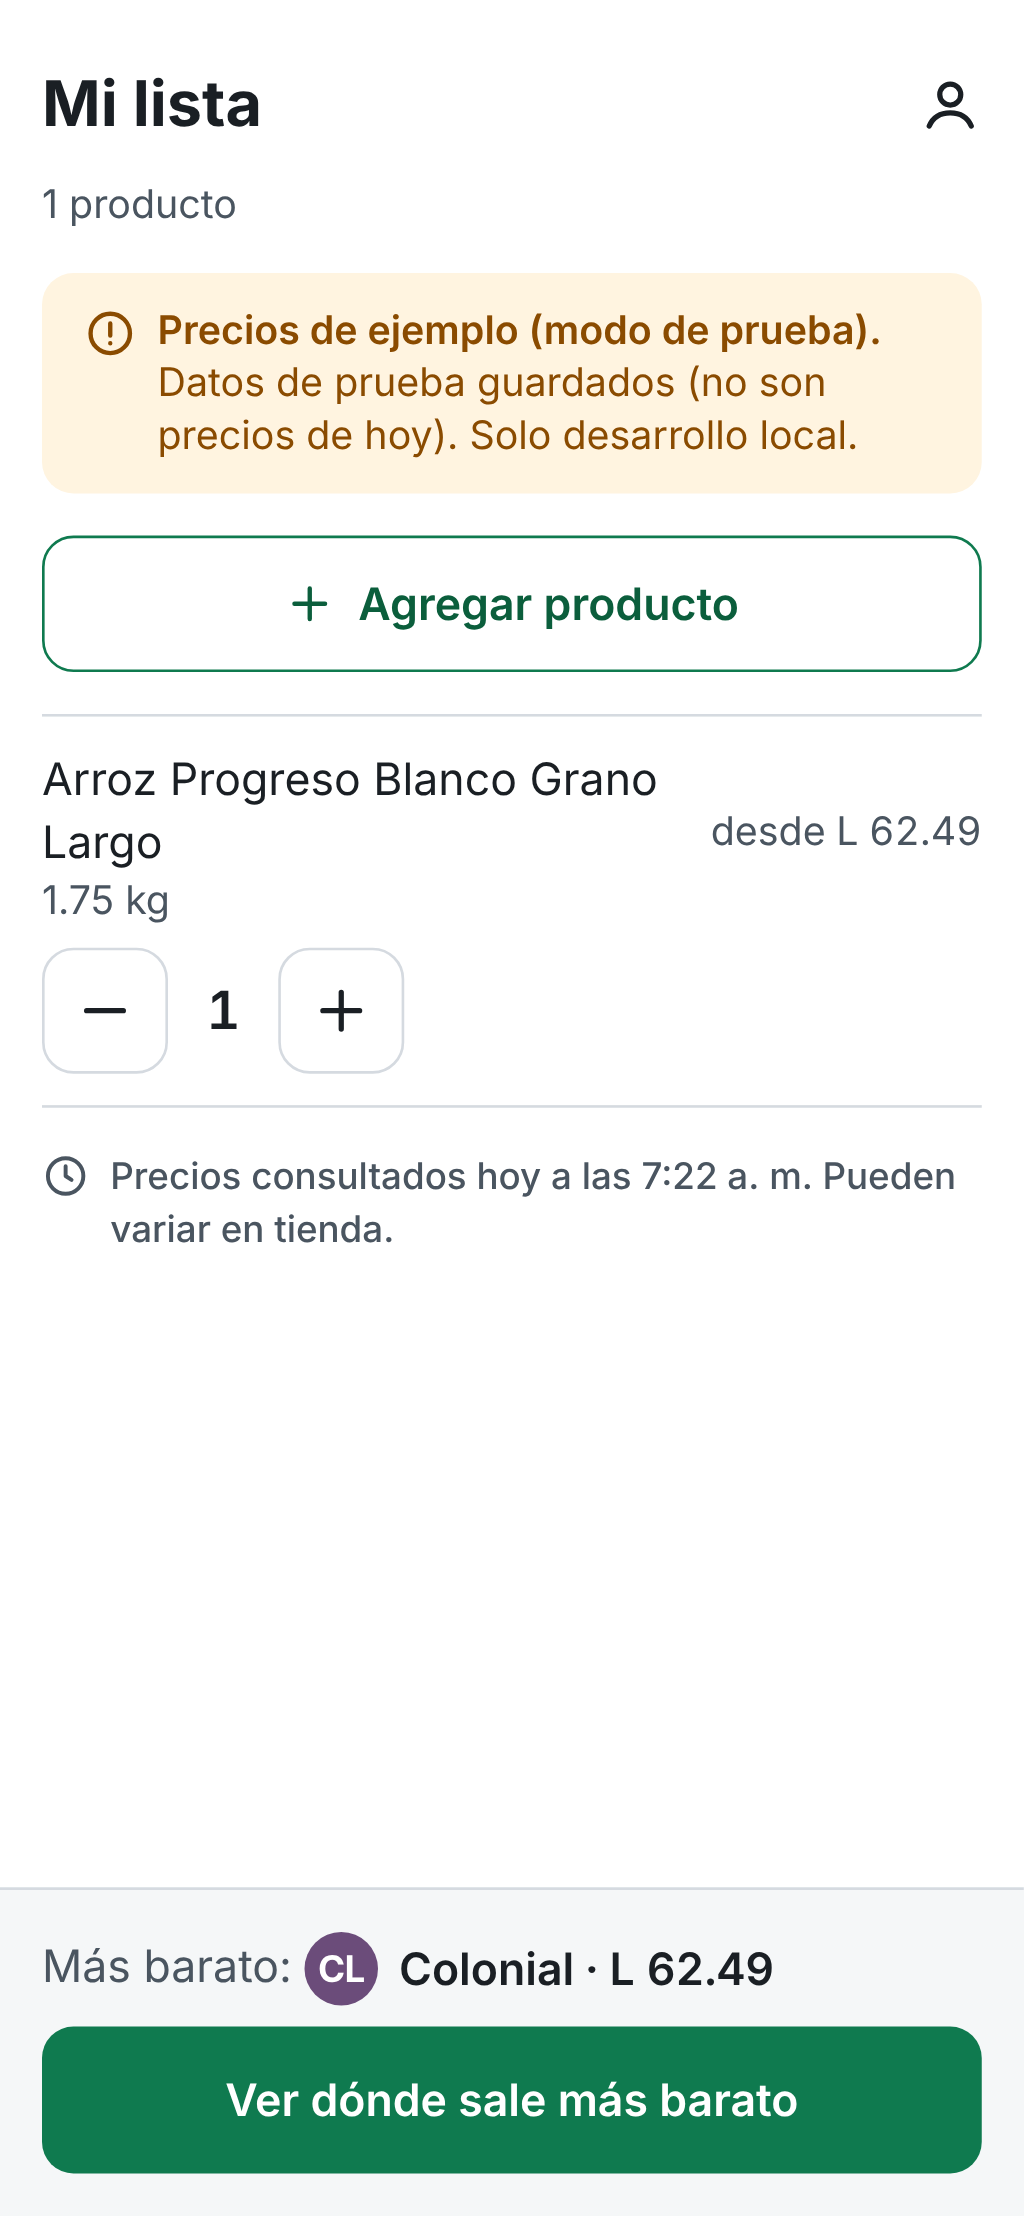 Mi lista
1 producto
Precios de ejemplo (modo de prueba).
Datos de prueba guardados (no son
precios de hoy). Solo desarrollo local.
Agregar producto
Arroz Progreso Blanco Grano
Largo
desde L 62.49
1.75 kg
1
Precios consultados hoy a las 7:22 a. m. Pueden
variar en tienda.
Más barato: CL Colonial · L 62.49
Ver dónde sale más barato